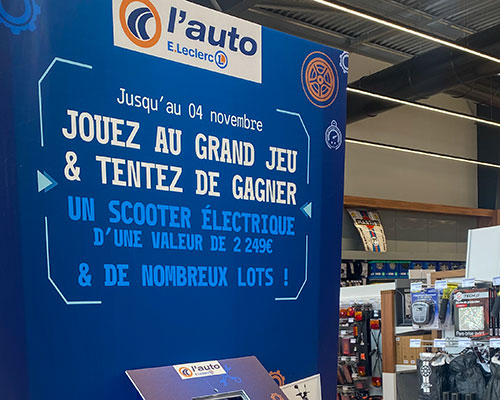 l'auto
E.Leclerc L
Jusqu'au 04 novembre
JOUEZ AU GRAND JEU
& TENTEZ DE GAGNER
UN SCOOTER ÉLECTRIQUE
D'UNE VALEUR DE 2 249€
& DE NOMBREUX LOTS !
l'auto
E.Leclerc